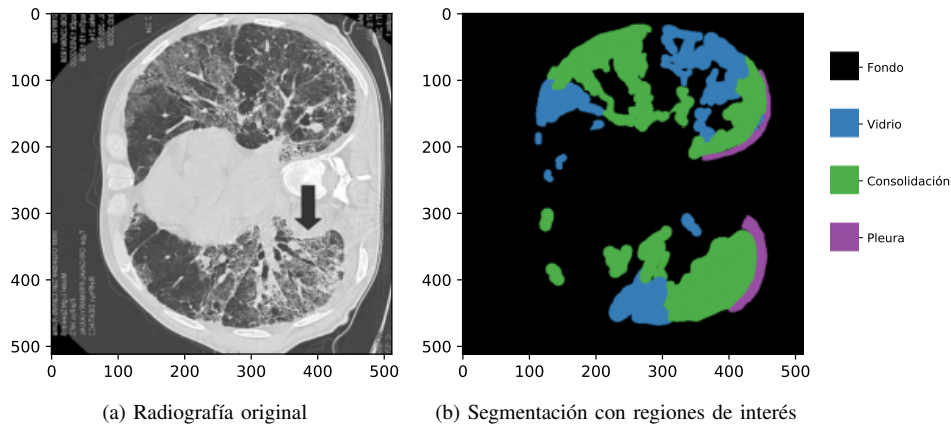 0
100
200
300
400
500
0 100 200 300 400 500
0
100
200
300
400
500
0 100 200 300 400 500
Fondo
Vidrio
Consolidación
Pleura
(a) Radiografía original
(b) Segmentación con regiones de interés